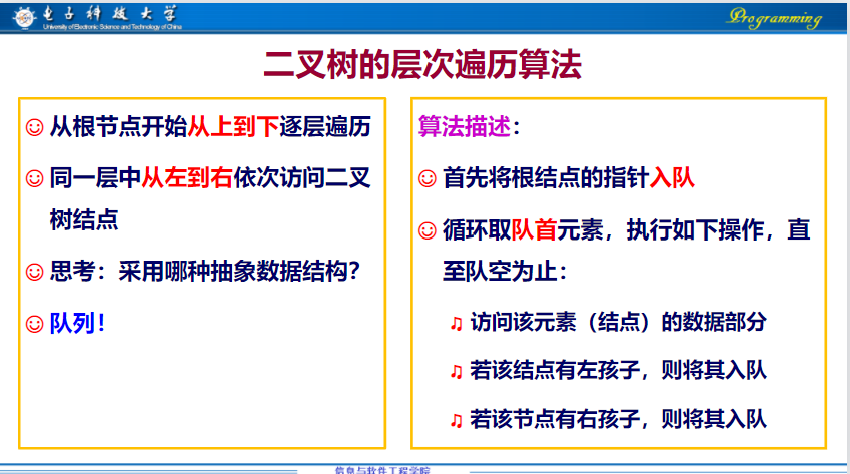 电子科技大学
University of Electronic Science and Technology of China
Programming
二叉树的层次遍历算法
从根节点开始从上到下逐层遍历
同一层中从左到右依次访问二叉
树结点
思考：采用哪种抽象数据结构？
队列！
算法描述：
首先将根结点的指针入队
循环取队首元素，执行如下操作，直
至队空为止：
访问该元素（结点）的数据部分
若该结点有左孩子，则将其入队
若该节点有右孩子，则将其入队
信息与软件工程学院